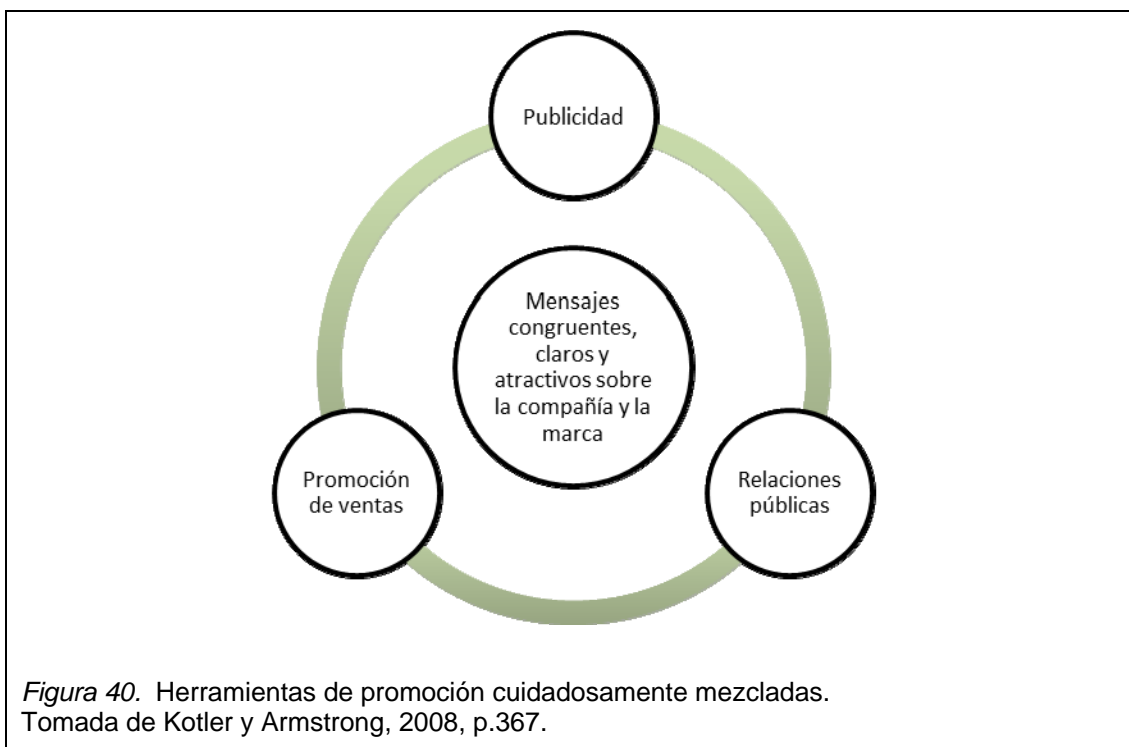 Publicidad
Mensajes
congruentes,
claros y
atractivos sobre
la compañía y la
marca
Promoción
de ventas
Relaciones
públicas
Figura 40. Herramientas de promoción cuidadosamente mezcladas.
Tomada de Kotler y Armstrong, 2008, p.367.